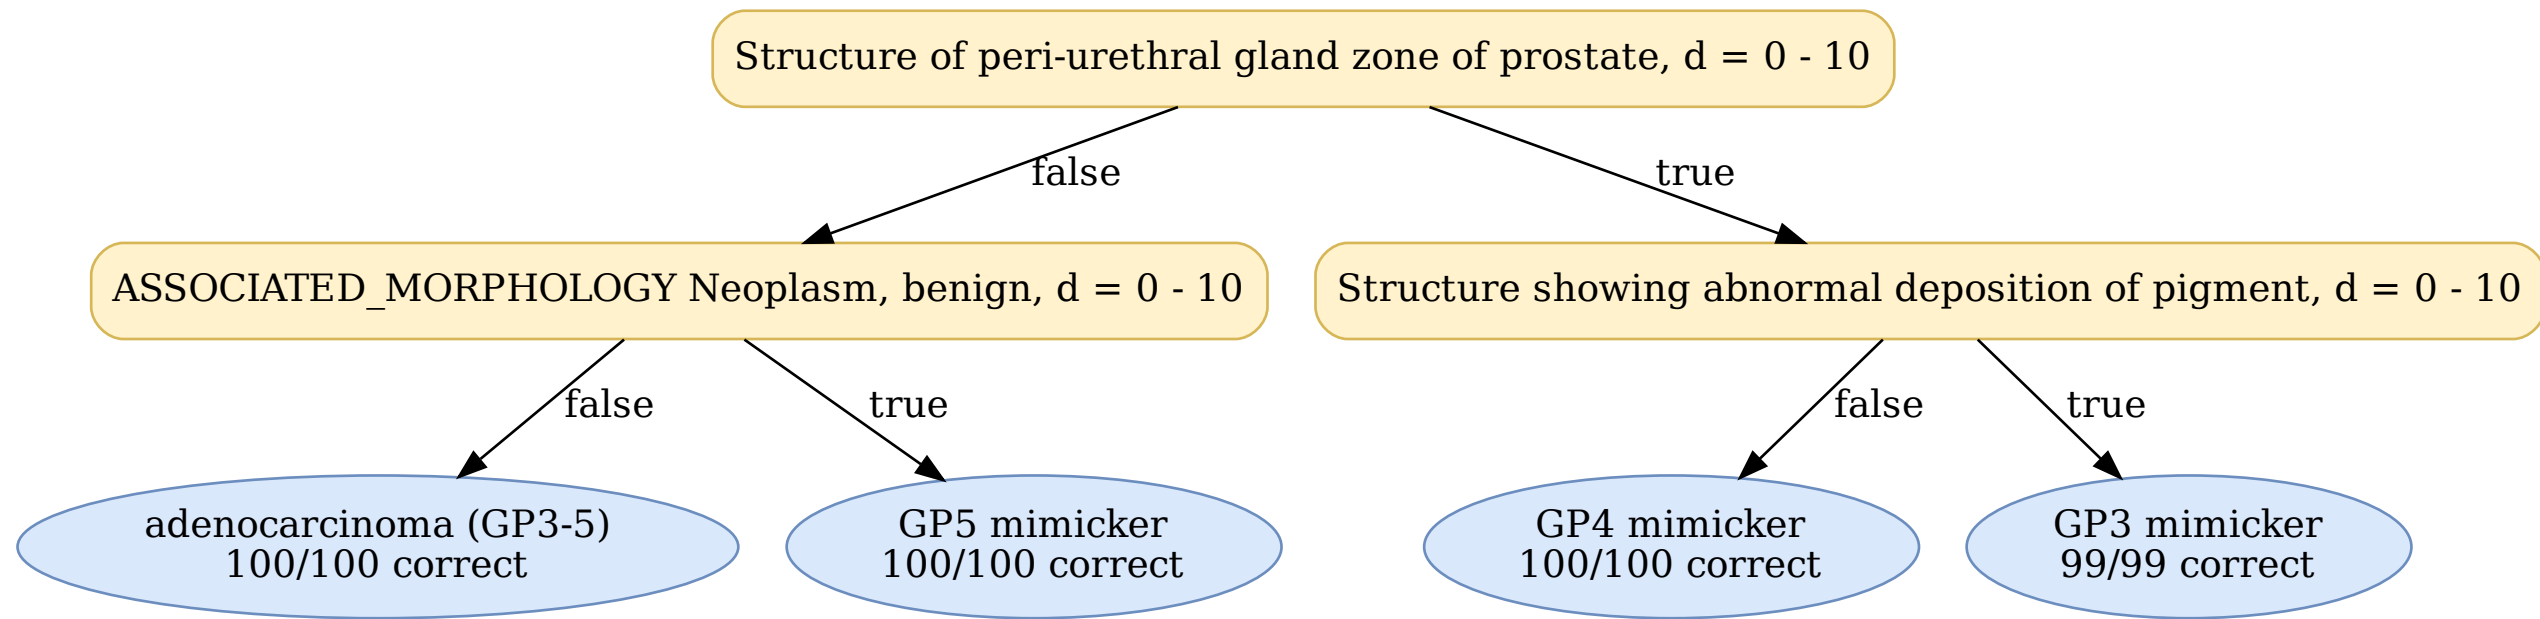 Structure of peri-urethral gland zone of prostate, d = 0 - 10
false
true
ASSOCIATED_MORPHOLOGY Neoplasm, benign, d = 0 - 10
Structure showing abnormal deposition of pigment, d = 0 - 10
false
true
false
true
adenocarcinoma (GP3-5)
100/100 correct
GP5 mimicker
100/100 correct
GP4 mimicker
100/100 correct
GP3 mimicker
99/99 correct